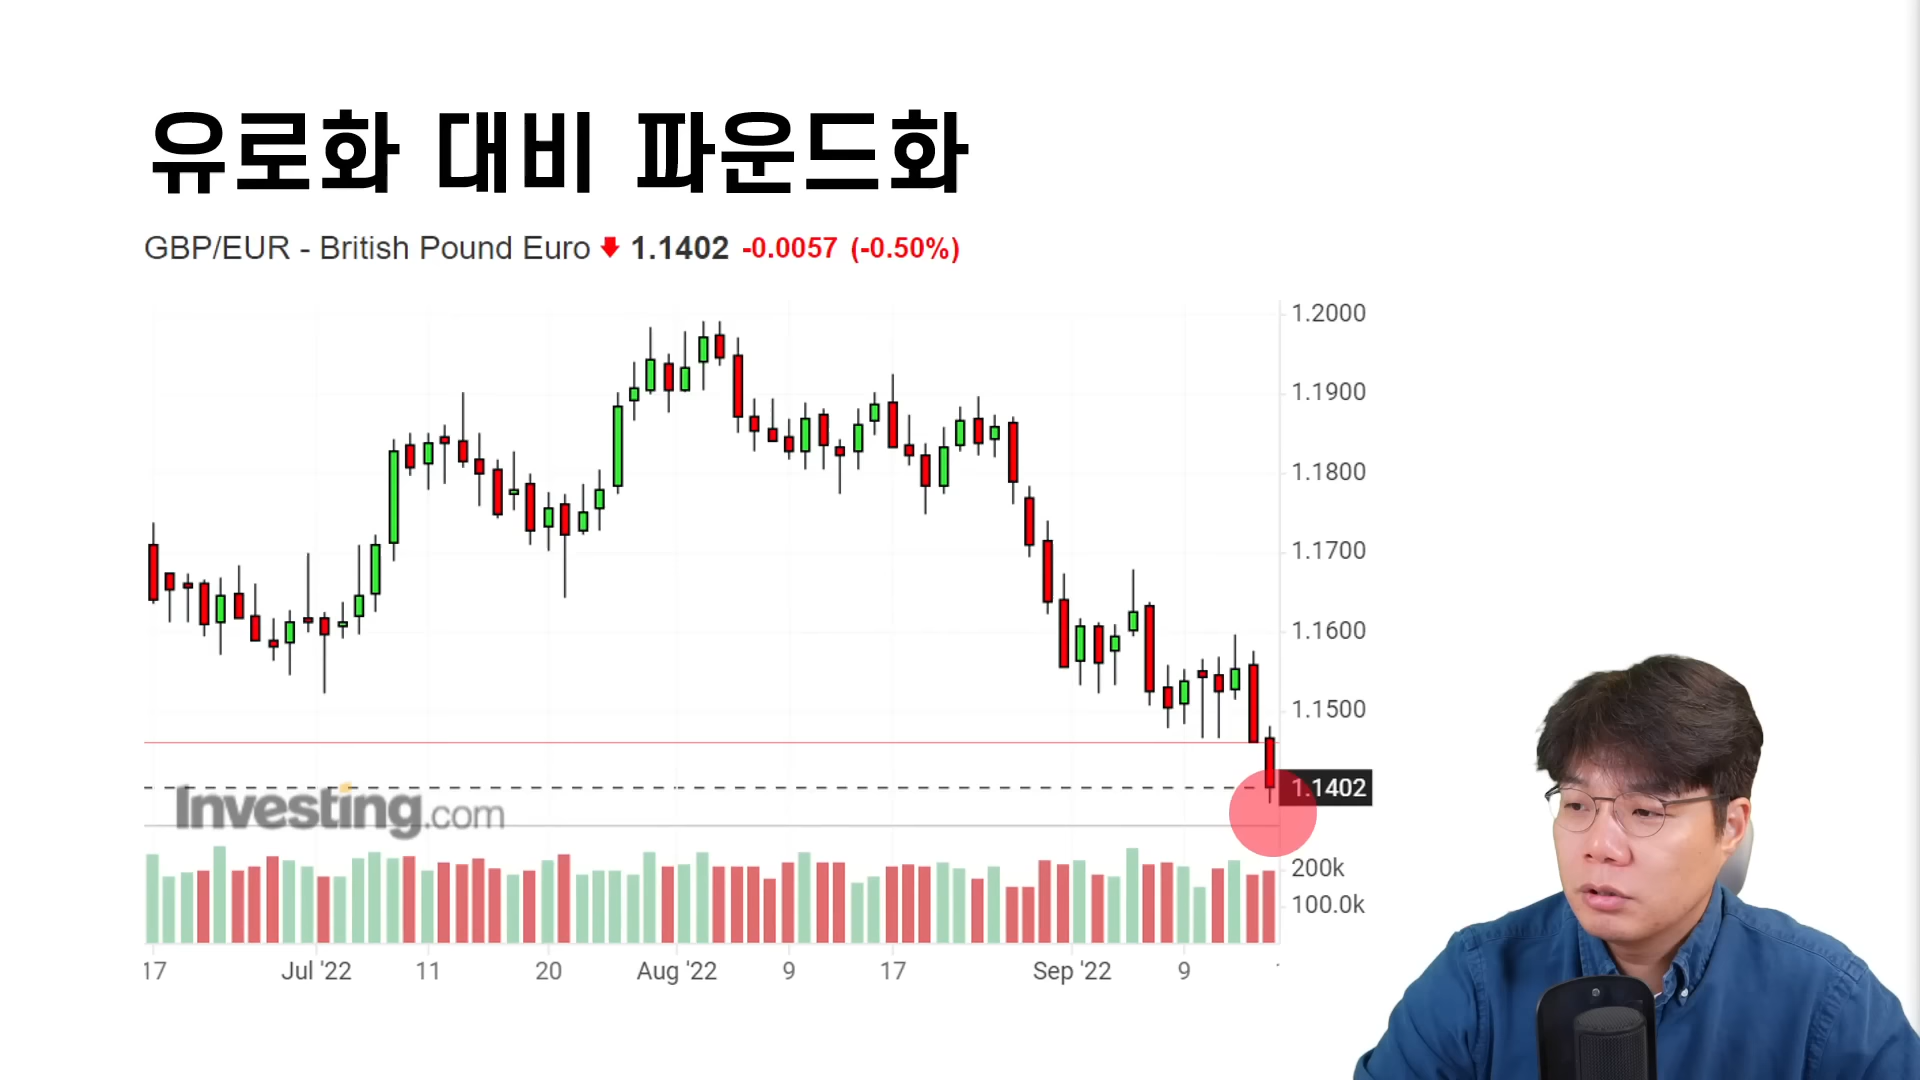 유로화 대비 파운드화
GBP/EUR - British Pound Euro 1.1402 -0.0057 (-0.50%)
1.2000
1.1900
1.1800
1.1700
1.1600
1.1500
1.1402
Investing.com
200k
100.0k
17 Jul '22 11 20 Aug '22 9 17 Sep '22 9